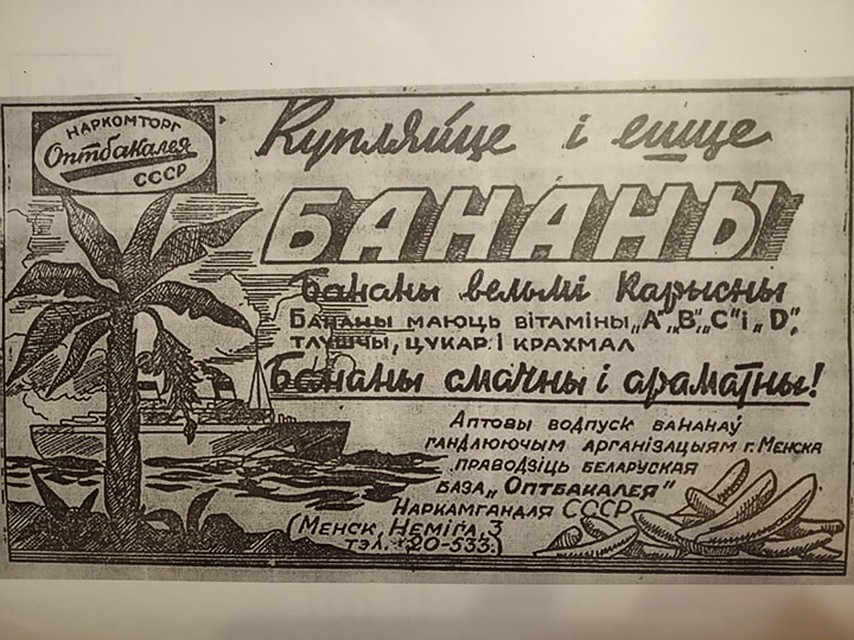 НАРКОМТОРГ
Оптбакалея
СССР
Купляйце і ешце
БАНАНЫ
Бананы вельмі карысны
Бананы маюць вітаміны „А" „В" „С" і „D",
тлушчы, цукар і крахмал
Бананы смачны і араматны!
Аптовы водпуск бананаў
гандлюючым арганізацыям г. Менска
праводзіць беларуская
база „Оптбакалея"
Наркамгандля СССР
(Менск, Неміга, 3
тэл. 20-533.)